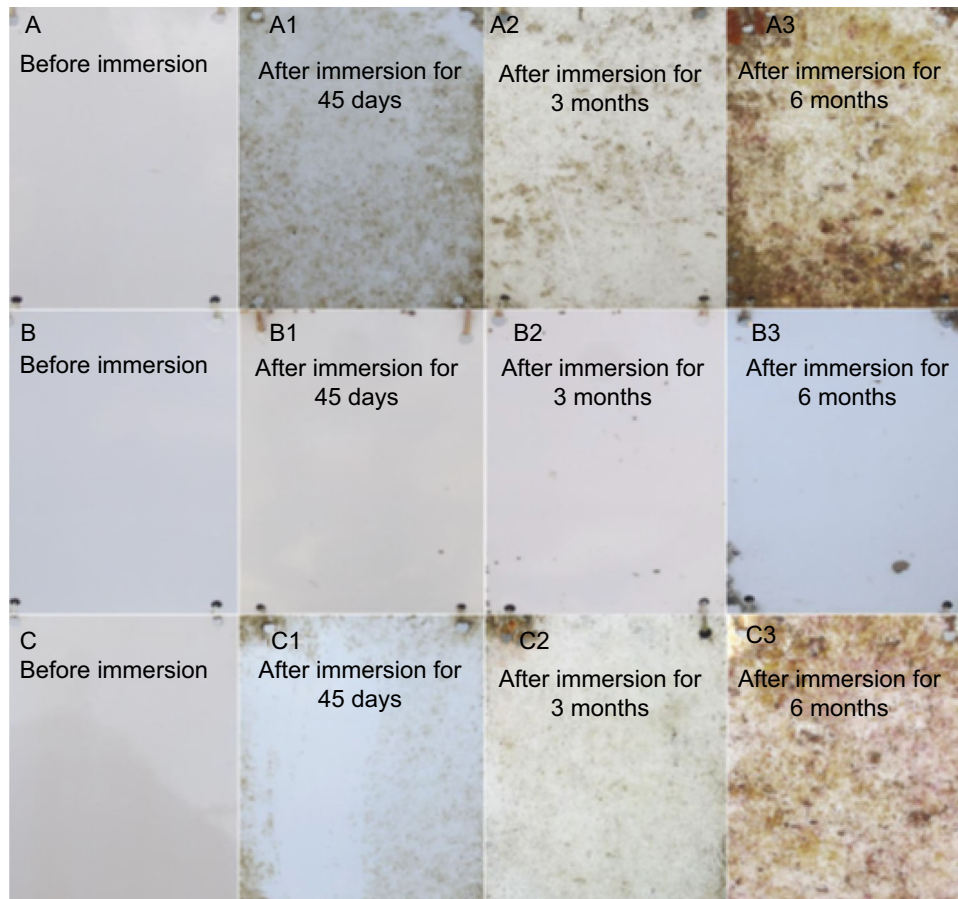 A
Before immersion
A1
After immersion for
45 days
A2
After immersion for
3 months
A3
After immersion for
6 months
B
Before immersion
B1
After immersion for
45 days
B2
After immersion for
3 months
B3
After immersion for
6 months
C
Before immersion
C1
After immersion for
45 days
C2
After immersion for
3 months
C3
After immersion for
6 months